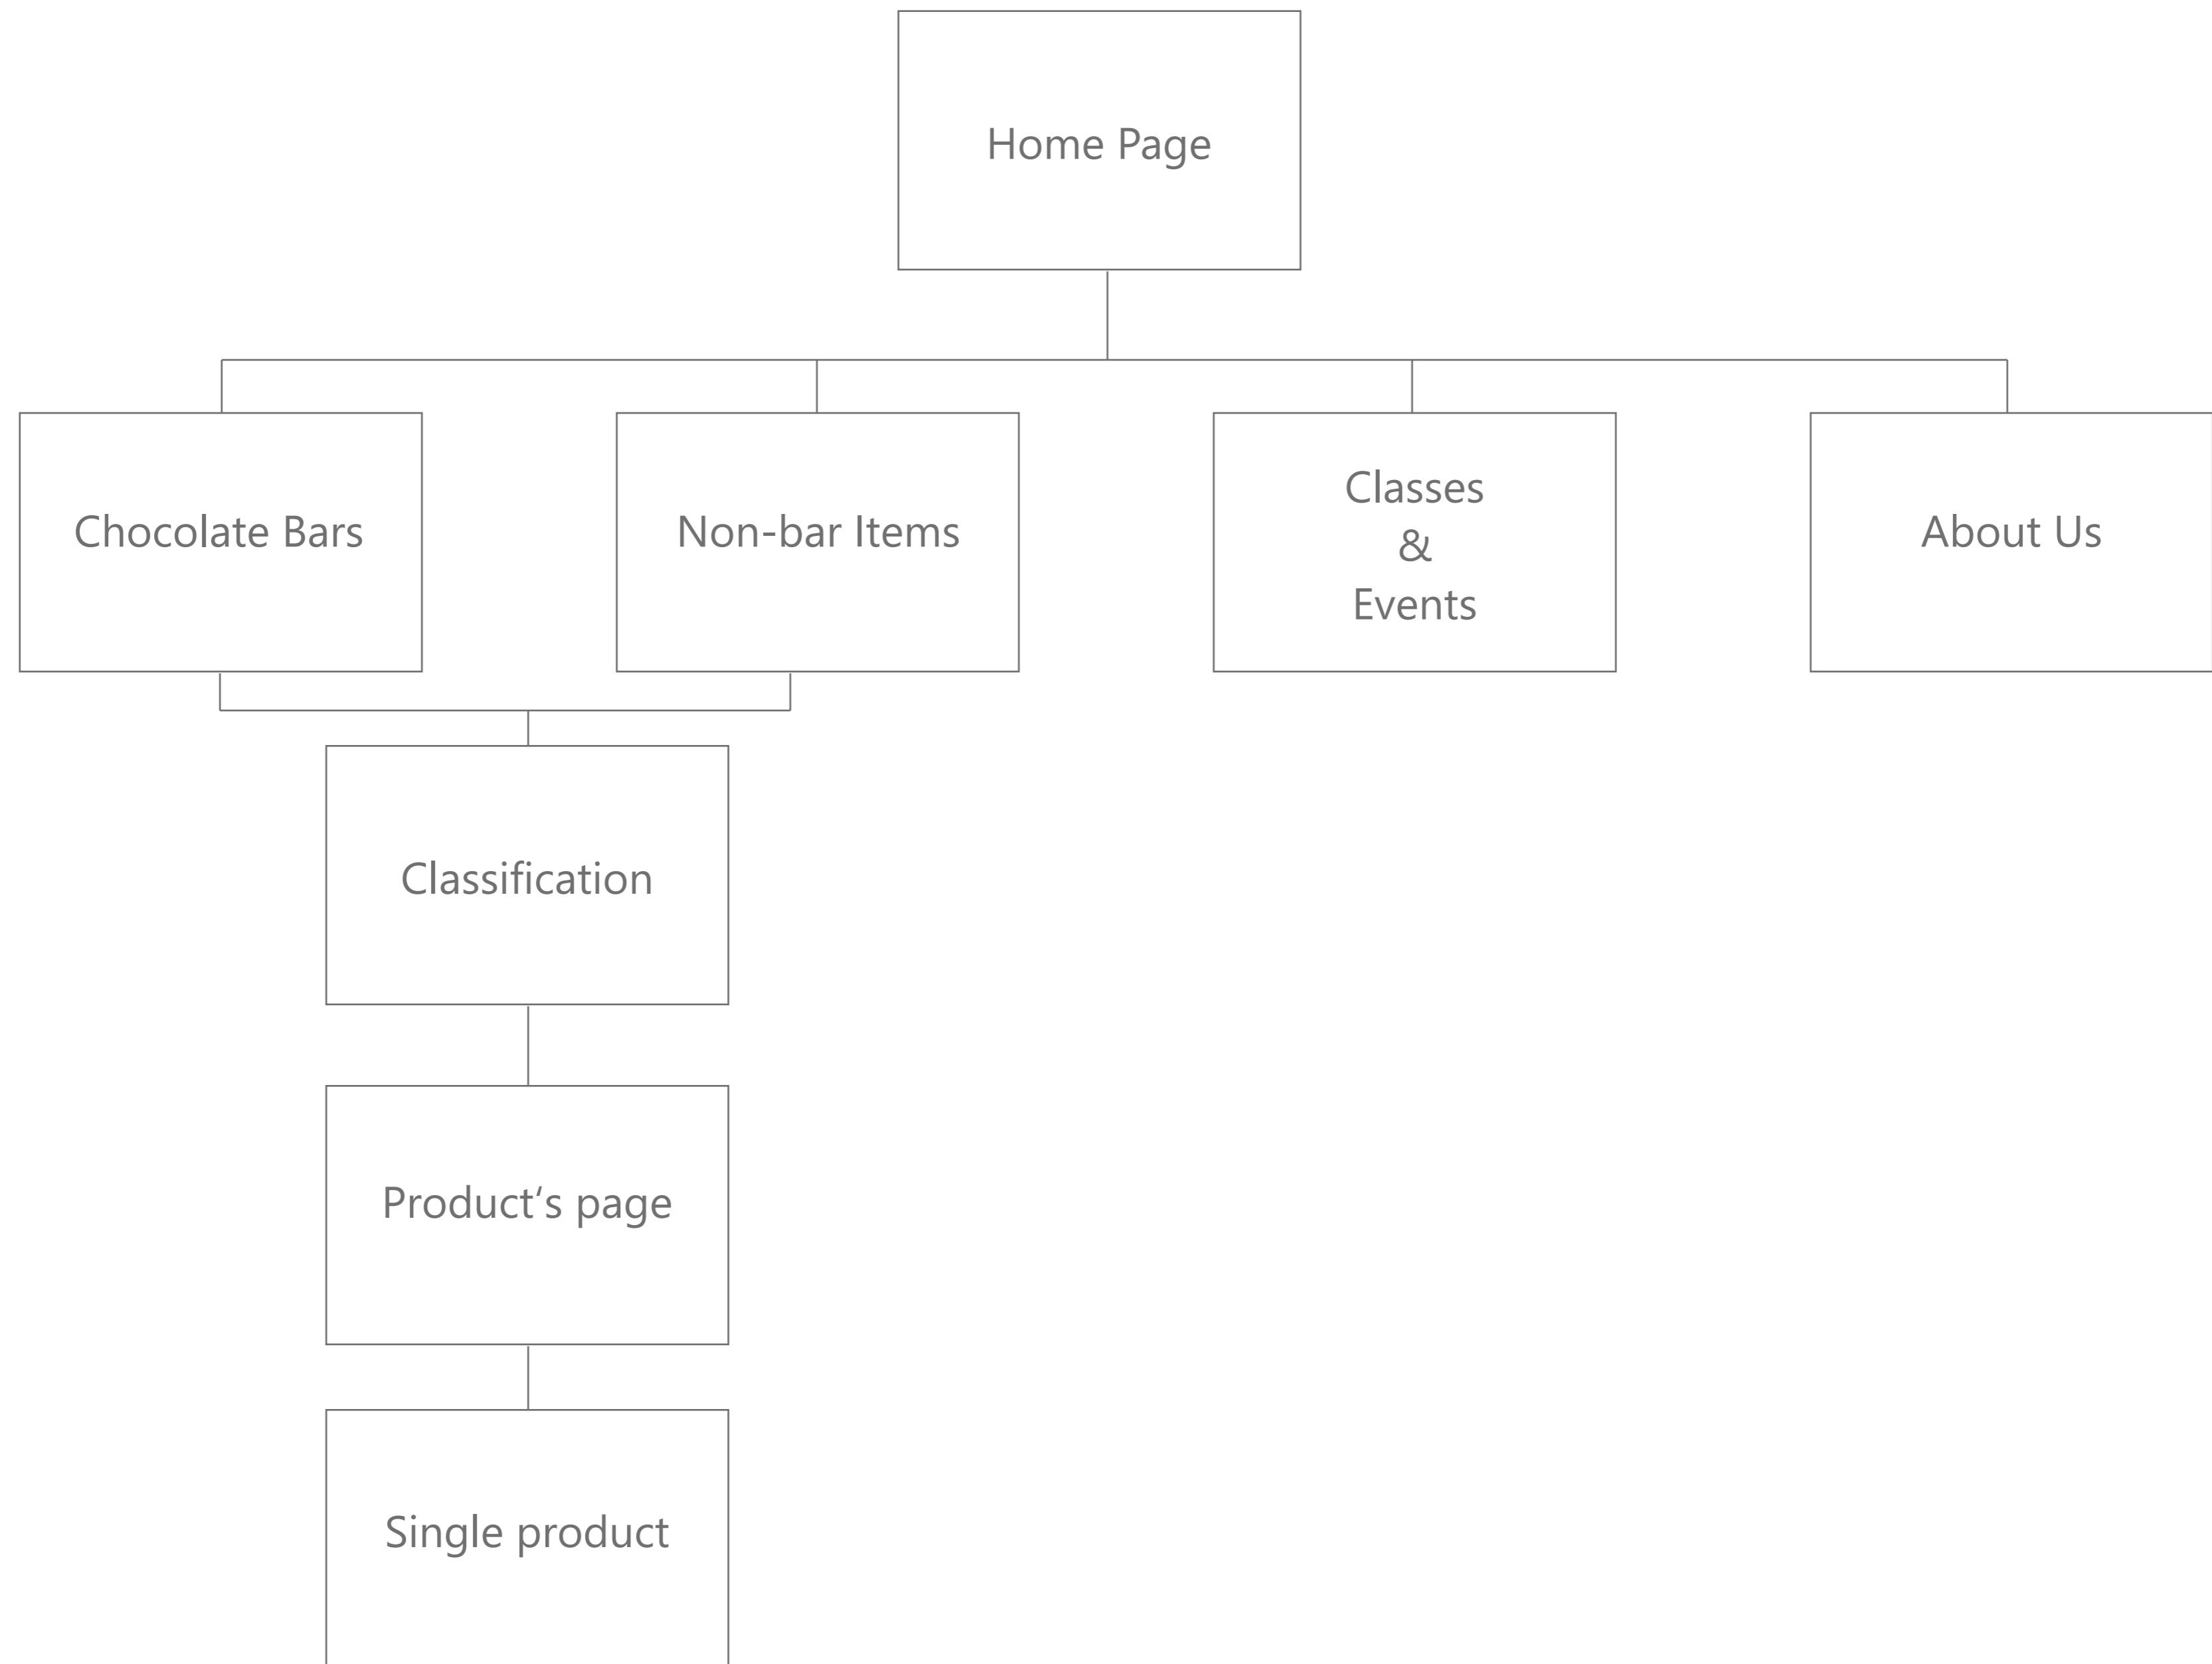 Home Page
Chocolate Bars
Non-bar Items
Classes
&
Events
About Us
Classification
Product‘s page
Single product